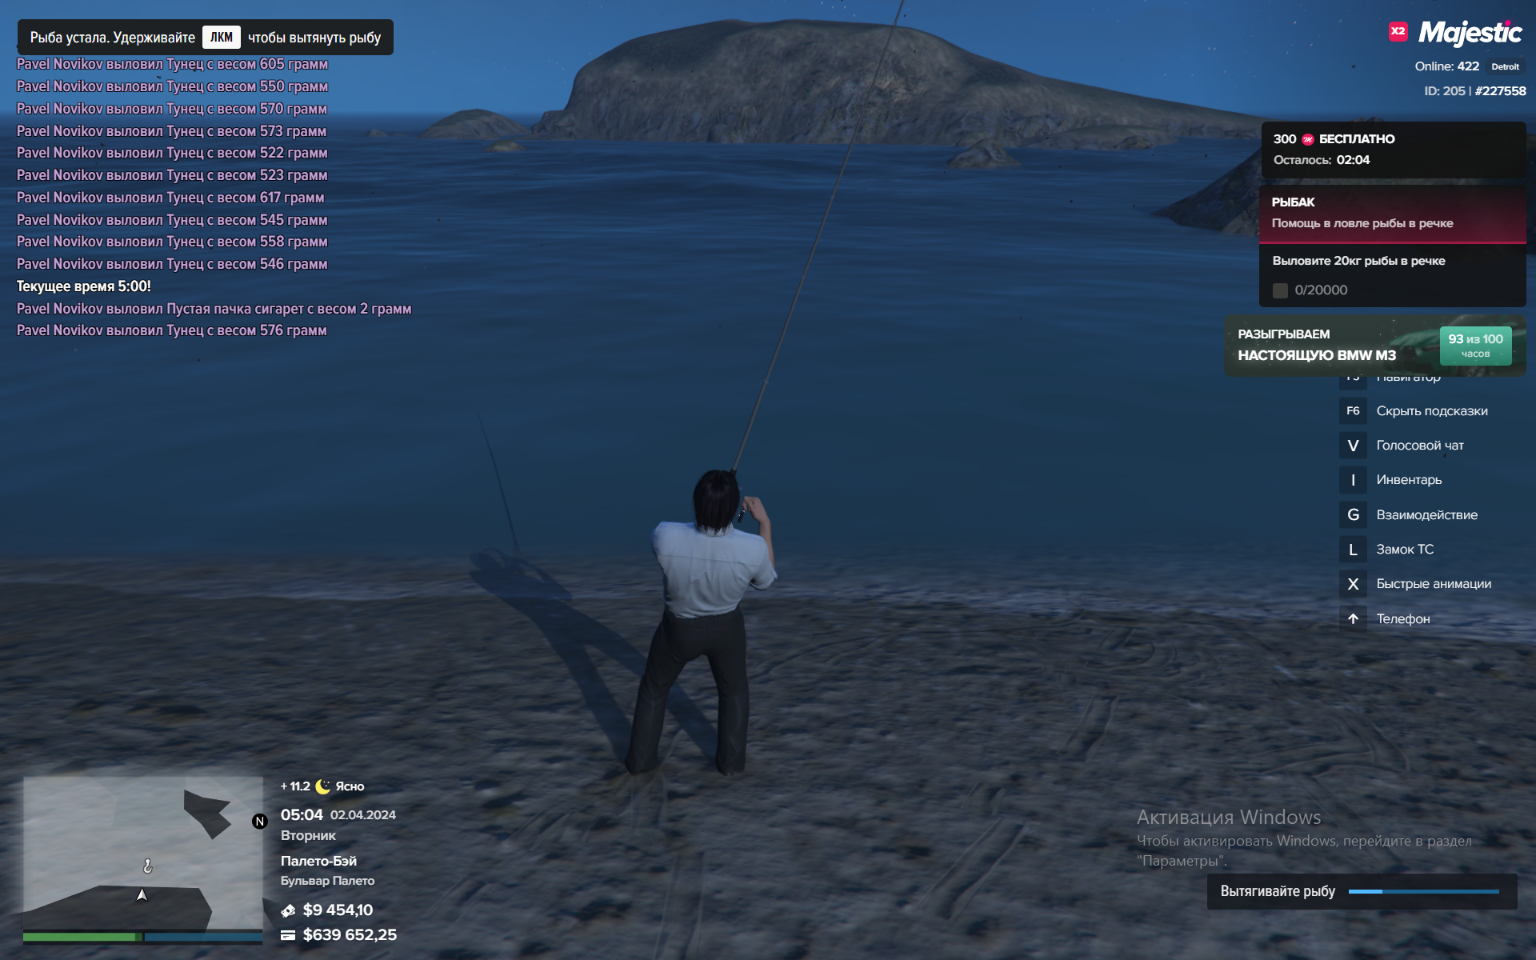 Рыба устала. Удерживайте ЛКМ чтобы вытянуть рыбу
Pavel Novikov выловил Тунец с весом 605 грамм
Pavel Novikov выловил Тунец с весом 550 грамм
Pavel Novikov выловил Тунец с весом 570 грамм
Pavel Novikov выловил Тунец с весом 573 грамм
Pavel Novikov выловил Тунец с весом 522 грамм
Pavel Novikov выловил Тунец с весом 523 грамм
Pavel Novikov выловил Тунец с весом 617 грамм
Pavel Novikov выловил Тунец с весом 545 грамм
Pavel Novikov выловил Тунец с весом 558 грамм
Pavel Novikov выловил Тунец с весом 546 грамм
Текущее время 5:00!
Pavel Novikov выловил Пустая пачка сигарет с весом 2 грамм
Pavel Novikov выловил Тунец с весом 576 грамм
X2 Majestic
Online: 422 Detroit
ID: 205 | #227558
300 БЕСПЛАТНО
Осталось: 02:04
РЫБАК
Помощь в ловле рыбы в речке
Выловите 20кг рыбы в речке
0/20000
РАЗЫГРЫВАЕМ
НАСТОЯЩУЮ BMW M3
93 из 100
часов
Навигатор
F6 Скрыть подсказки
V Голосовой чат
I Инвентарь
G Взаимодействие
L Замок ТС
X Быстрые анимации
Телефон
+ 11.2 Ясно
05:04 02.04.2024
Вторник
Палето-Бэй
Бульвар Палето
$9 454,10
$639 652,25
N
Активация Windows
Чтобы активировать Windows, перейдите в раздел
"Параметры".
Вытягивайте рыбу